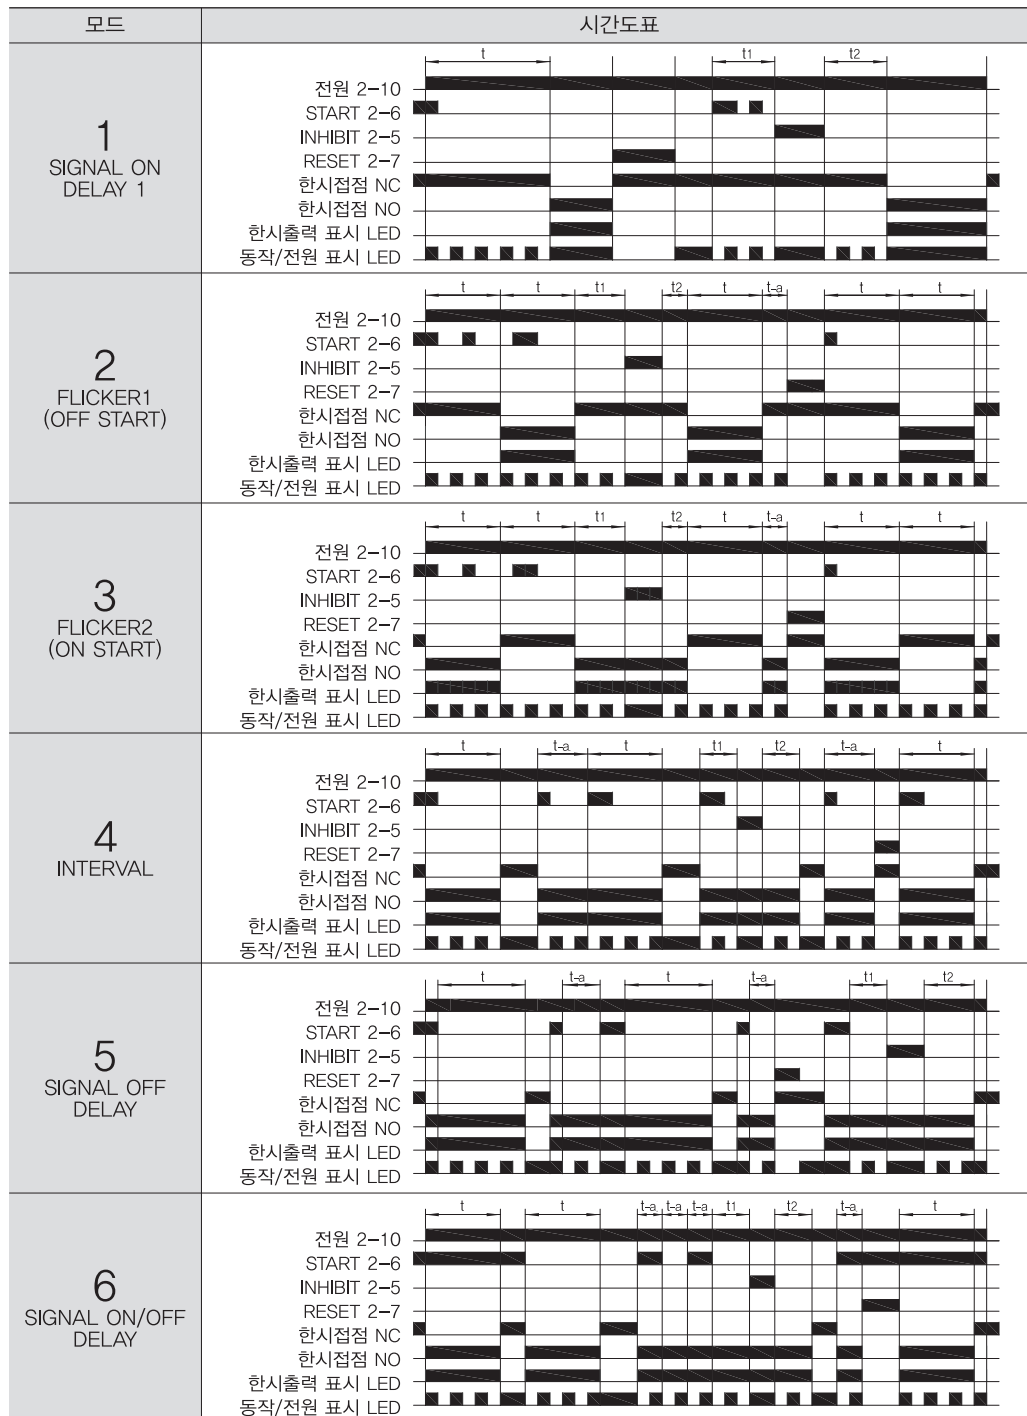 모드 시간도표
1
SIGNAL ON
DELAY 1
t t1 t2
전원 2-10
START 2-6
INHIBIT 2-5
RESET 2-7
한시접점 NC
한시접점 NO
한시출력 표시 LED
동작/전원 표시 LED
2
FLICKER1
(OFF START)
t t t1 t2 t t-a t t
전원 2-10
START 2-6
INHIBIT 2-5
RESET 2-7
한시접점 NC
한시접점 NO
한시출력 표시 LED
동작/전원 표시 LED
3
FLICKER2
(ON START)
t t t1 t2 t t-a t t
전원 2-10
START 2-6
INHIBIT 2-5
RESET 2-7
한시접점 NC
한시접점 NO
한시출력 표시 LED
동작/전원 표시 LED
4
INTERVAL
t t-a t t1 t2 t-a t
전원 2-10
START 2-6
INHIBIT 2-5
RESET 2-7
한시접점 NC
한시접점 NO
한시출력 표시 LED
동작/전원 표시 LED
5
SIGNAL OFF
DELAY
t t-a t t-a t1 t2
전원 2-10
START 2-6
INHIBIT 2-5
RESET 2-7
한시접점 NC
한시접점 NO
한시출력 표시 LED
동작/전원 표시 LED
6
SIGNAL ON/OFF
DELAY
t t t-a t-a t-a t1 t2 t-a t
전원 2-10
START 2-6
INHIBIT 2-5
RESET 2-7
한시접점 NC
한시접점 NO
한시출력 표시 LED
동작/전원 표시 LED